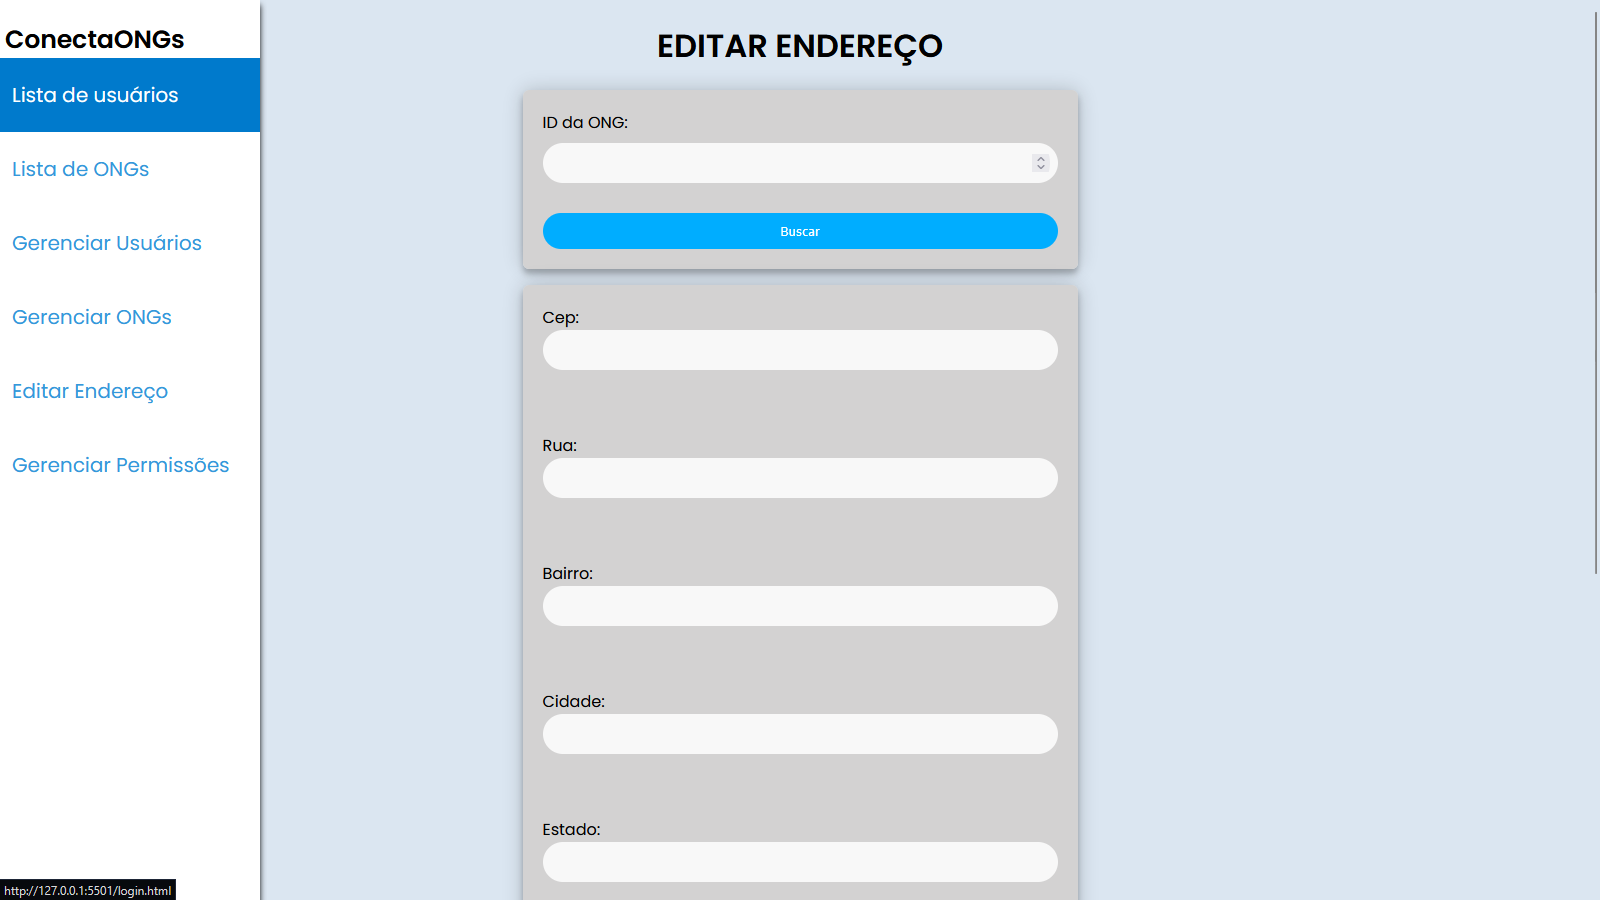 ConectaONGs
Lista de usuários
Lista de ONGs
Gerenciar Usuários
Gerenciar ONGs
Editar Endereço
Gerenciar Permissões
EDITAR ENDEREÇO
ID da ONG:
Buscar
Cep:
Rua:
Bairro:
Cidade:
Estado:
http://127.0.0.1:5501/login.html